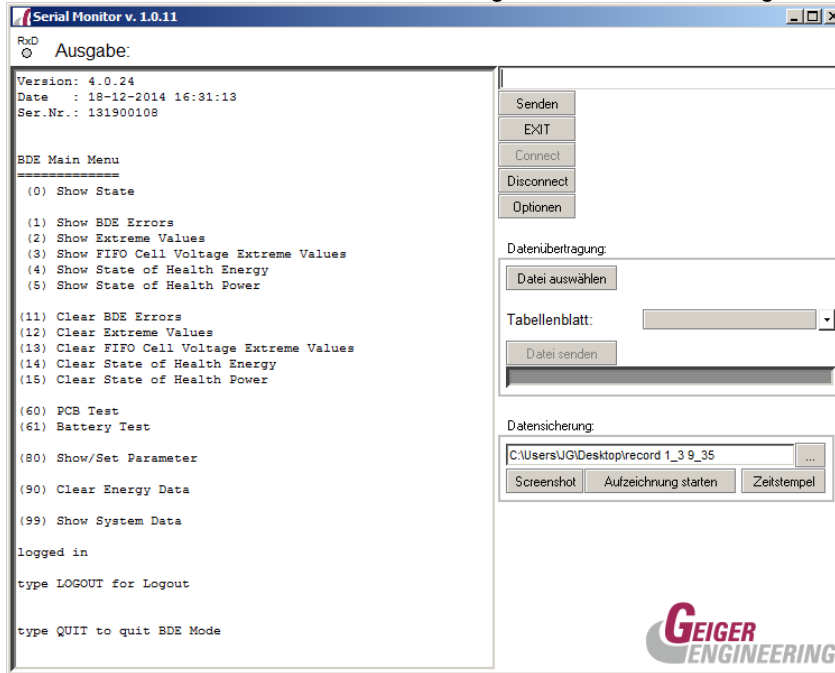 Serial Monitor v. 1.0.11
RxD
Ausgabe:
Version: 4.0.24
Date   : 18-12-2014 16:31:13
Ser.Nr.: 131900108
BDE Main Menu
=============
(0) Show State
(1) Show BDE Errors
(2) Show Extreme Values
(3) Show FIFO Cell Voltage Extreme Values
(4) Show State of Health Energy
(5) Show State of Health Power
(11) Clear BDE Errors
(12) Clear Extreme Values
(13) Clear FIFO Cell Voltage Extreme Values
(14) Clear State of Health Energy
(15) Clear State of Health Power
(60) PCB Test
(61) Battery Test
(80) Show/Set Parameter
(90) Clear Energy Data
(99) Show System Data
logged in
type LOGOUT for Logout
type QUIT to quit BDE Mode
Senden
EXIT
Connect
Disconnect
Optionen
Datenübertragung:
Datei auswählen
Tabellenblatt:
Datei senden
Datensicherung:
C:\Users\JG\Desktop\record 1_3 9_35
...
Screenshot Aufzeichnung starten Zeitstempel
GEIGER
ENGINEERING